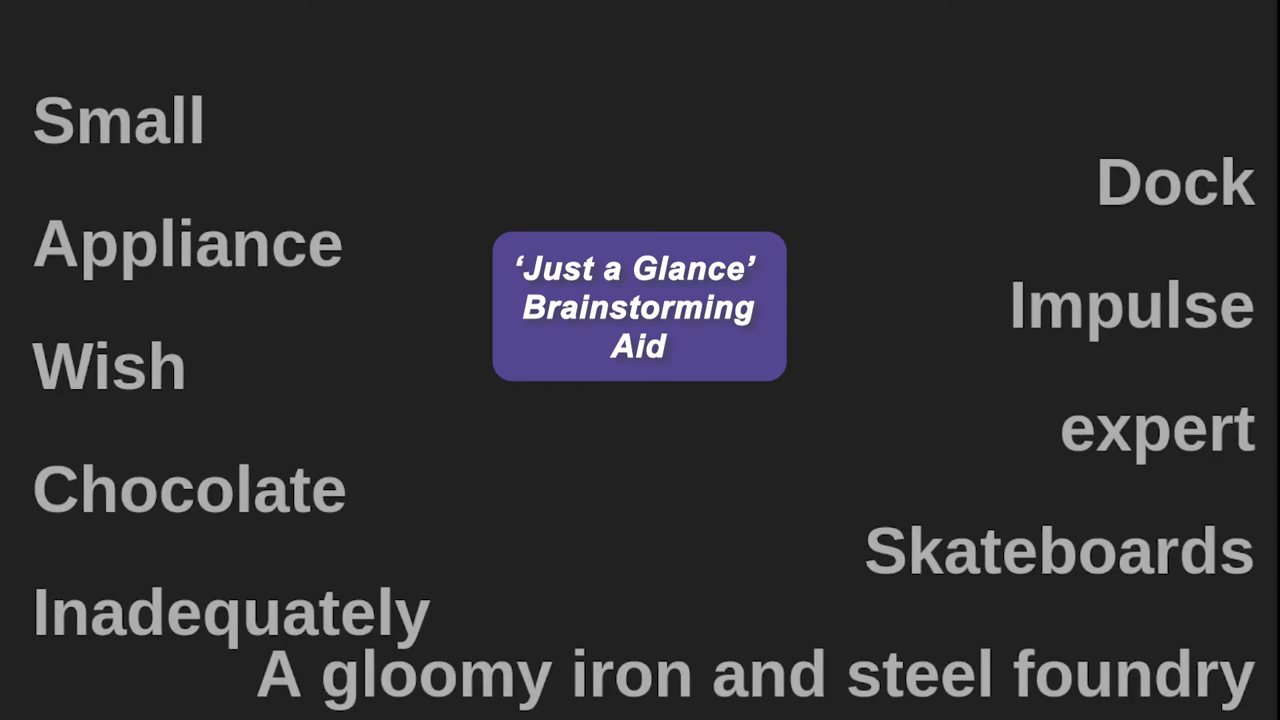 Small
Dock
Appliance
‘Just a Glance’
Brainstorming
Aid
Impulse
Wish
expert
Chocolate
Skateboards
Inadequately
A gloomy iron and steel foundry